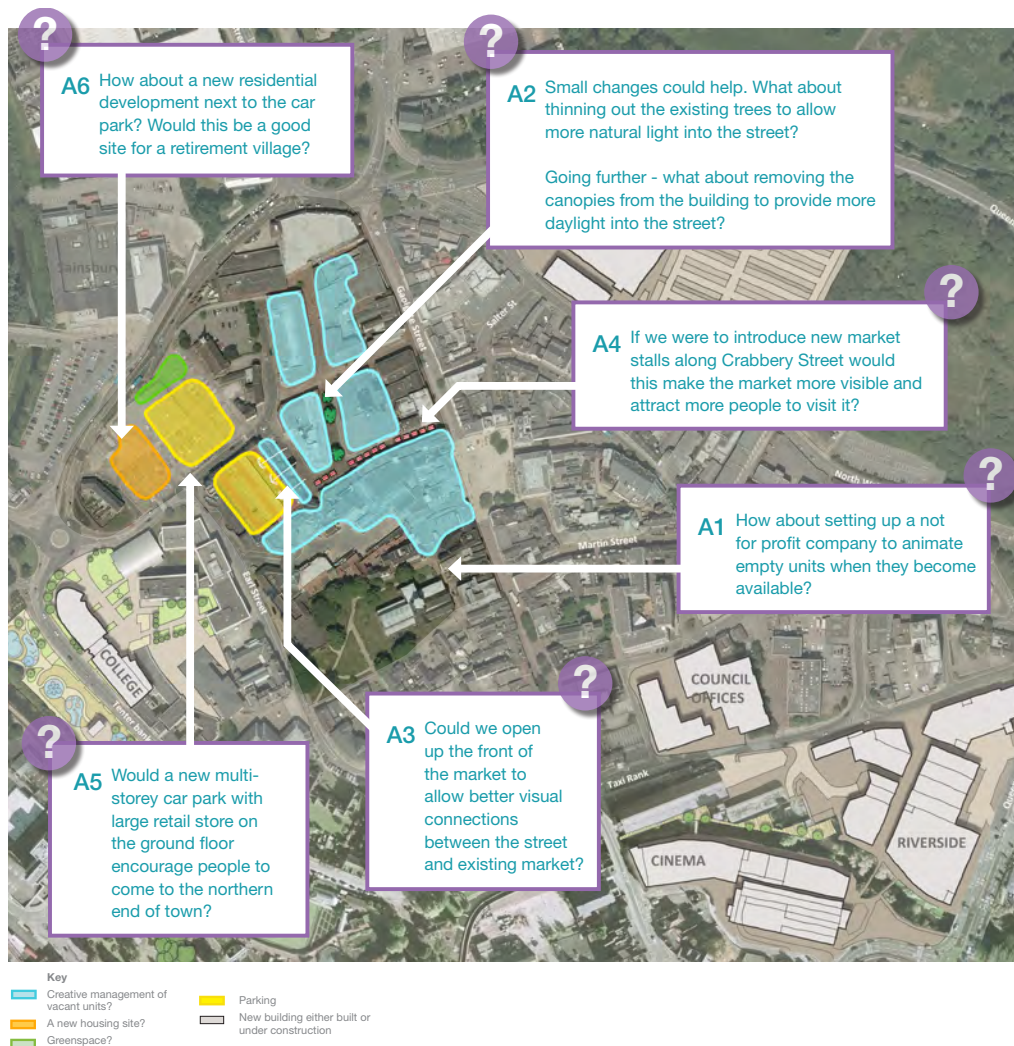 ?
A6 How about a new residential
development next to the car
park? Would this be a good
site for a retirement village?
?
A2 Small changes could help. What about
thinning out the existing trees to allow
more natural light into the street?
Going further - what about removing the
canopies from the building to provide more
daylight into the street?
Sainsbury
Salter St
Street
?
A4 If we were to introduce new market
stalls along Crabbery Street would
this make the market more visible and
attract more people to visit it?
?
A1 How about setting up a not
for profit company to animate
empty units when they become
available?
North W
Martin Street
Earl Street
COLLEGE
Tenterbank
?
A3 Could we open
up the front of
the market to
allow better visual
connections
between the street
and existing market?
?
A5 Would a new multi-
storey car park with
large retail store on
the ground floor
encourage people to
come to the northern
end of town?
COUNCIL
OFFICES
Taxi Rank
CINEMA
RIVERSIDE
Key
Creative management of
vacant units?
A new housing site?
Greenspace?
Parking
New building either built or
under construction